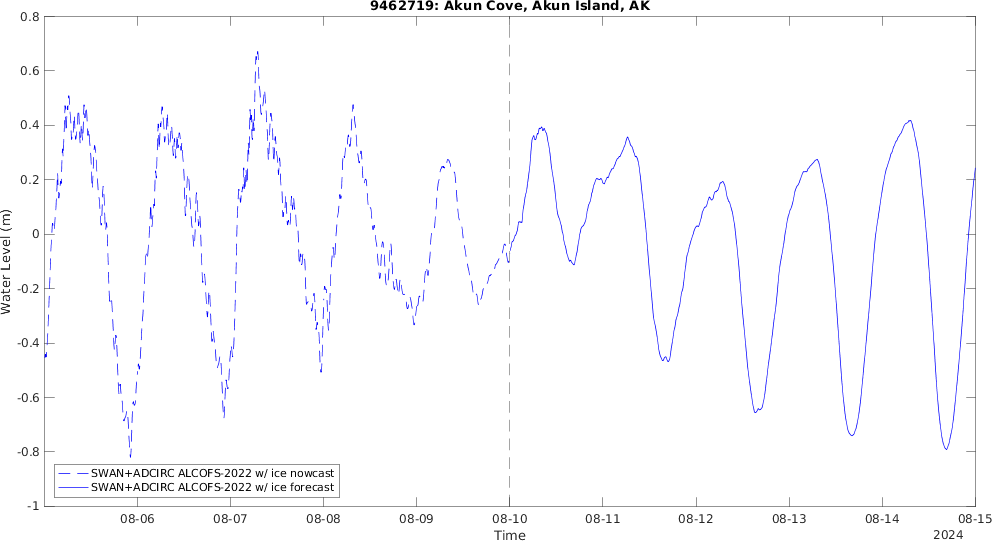 9462719: Akun Cove, Akun Island, AK
Water Level (m)
0.8
0.6
0.4
0.2
0
-0.2
-0.4
-0.6
-0.8
-1
SWAN+ADCIRC ALCOFS-2022 w/ ice nowcast
SWAN+ADCIRC ALCOFS-2022 w/ ice forecast
08-06 08-07 08-08 08-09 08-10 08-11 08-12 08-13 08-14 08-15
Time
2024